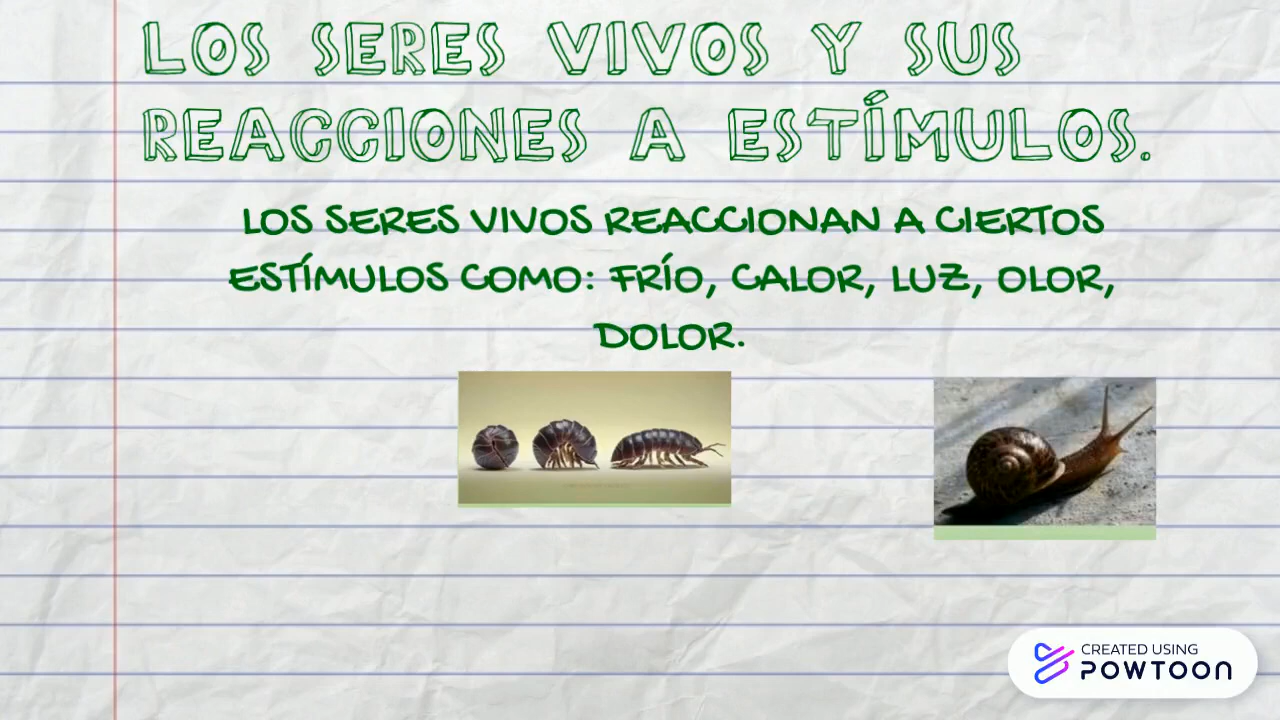 LOS SERES VIVOS Y SUS
REACCIONES A ESTÍMULOS.
LOS SERES VIVOS REACCIONAN A CIERTOS
ESTÍMULOS COMO: FRÍO, CALOR, LUZ, OLOR,
DOLOR.
CREATED USING
POWTOON